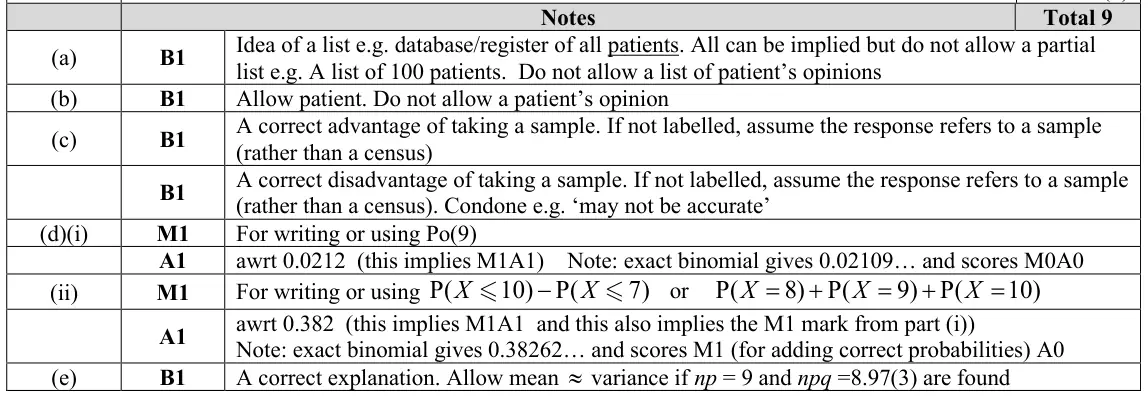 Notes Total 9
(a) B1 Idea of a list e.g. database/register of all patients. All can be implied but do not allow a partial
list e.g. A list of 100 patients. Do not allow a list of patient’s opinions
(b) B1 Allow patient. Do not allow a patient’s opinion
(c) B1 A correct advantage of taking a sample. If not labelled, assume the response refers to a sample
(rather than a census)
B1 A correct disadvantage of taking a sample. If not labelled, assume the response refers to a sample
(rather than a census). Condone e.g. ‘may not be accurate’
(d)(i) M1 For writing or using Po(9)
A1 awrt 0.0212 (this implies M1A1) Note: exact binomial gives 0.02109… and scores M0A0
(ii) M1 For writing or using P(X ⩽ 10) − P(X ⩽ 7) or P(X = 8) + P(X = 9) + P(X = 10)
A1 awrt 0.382 (this implies M1A1 and this also implies the M1 mark from part (i))
Note: exact binomial gives 0.38262… and scores M1 (for adding correct probabilities) A0
(e) B1 A correct explanation. Allow mean ≈ variance if np = 9 and npq =8.97(3) are found